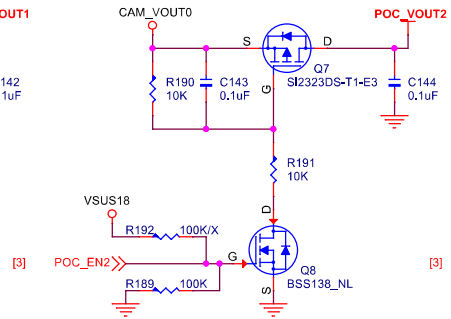 OUT1 CAM_VOUT0 POC_VOUT2
S D
142 R190 C143 Q7 C144
1uF 10K 0.1uF SI2323DS-T1-E3 0.1uF
G
R191
10K
VSUS18
D
R192 100K/X
[3] POC_EN2 G [3]
Q8
R189 100K BSS138_NL
S